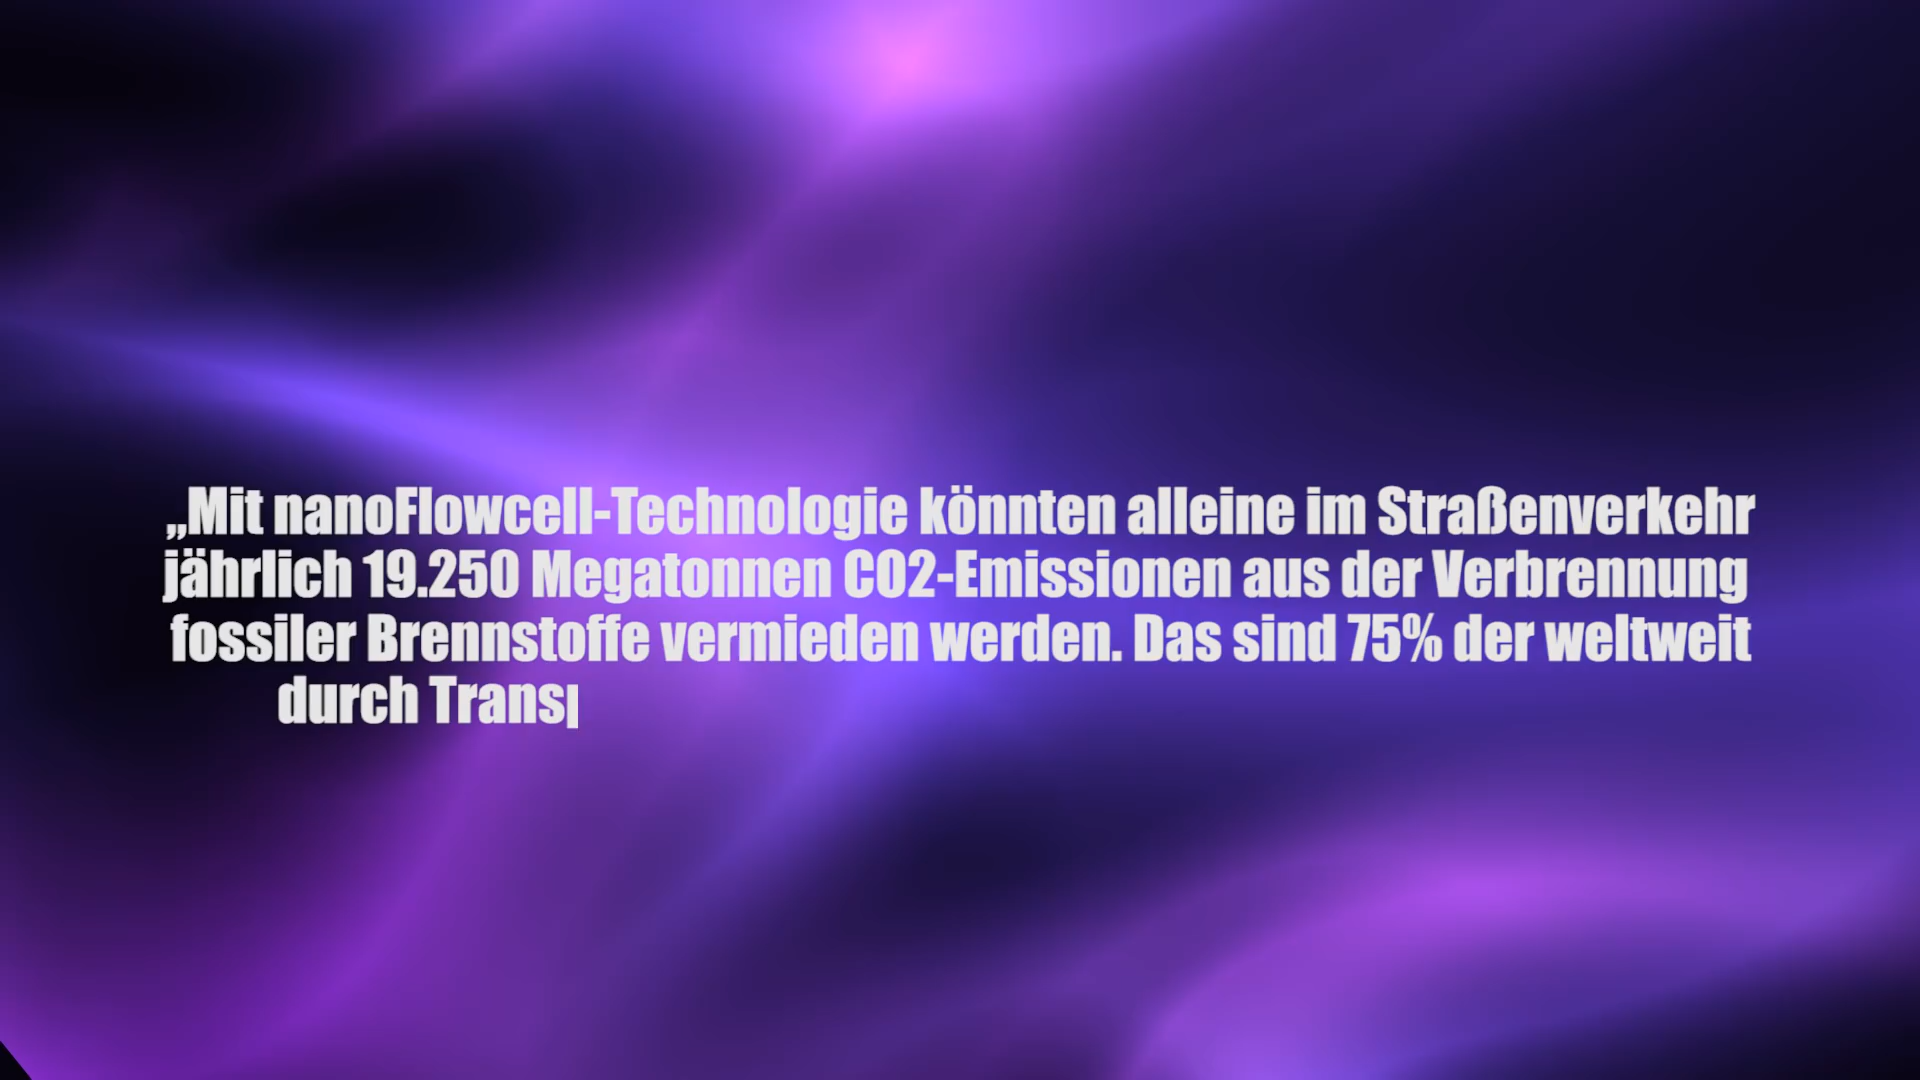 „Mit nanoFlowcell-Technologie könnten alleine im Straßenverkehr
jährlich 19.250 Megatonnen CO2-Emissionen aus der Verbrennung
fossiler Brennstoffe vermieden werden. Das sind 75% der weltweit
durch Trans